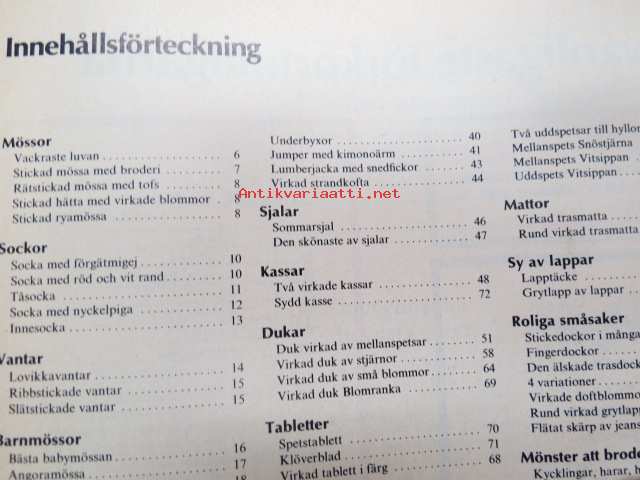 Innehållsförteckning
Mössor
Vackraste luvan 6
Stickad mössa med broderi 7
Rätstickad mössa med tofs 8
Stickad hätta med virkade blommor 8
Stickad ryamössa 8
Sockor
Socka med förgätmigej 10
Socka med röd och vit rand 10
Tåsocka 11
Socka med nyckelpiga 12
Innesocka 13
Vantar
Lovikkavantar 14
Ribbstickade vantar 15
Slätstickade vantar 15
Barnmössor
Bästa babymössan 16
Angoramössa 17
18
Underbyxor 40
Jumper med kimonoärm 41
Lumberjacka med snedfickor 43
Virkad strandkofta 44
Antikvariaatti.net
Sjalar
Sommarsjal 46
Den skönaste av sjalar 47
Kassar
Två virkade kassar 48
Sydd kasse 72
Dukar
Duk virkad av mellanspetsar 51
Virkad duk av stjärnor 58
Virkad duk av små blommor 64
Virkad duk Blomranka 69
Tabletter
Spetstablett 70
Klöverblad 71
Virkad tablett i färg 68
Två uddspetsar till hyllor
Mellanspets Snöstjärna
Mellanspets Vitsippan
Uddspets Vitsippan
Mattor
Virkad trasmatta
Rund virkad trasmatta
Sy av lappar
Lapptäcke
Grytlapp av lappar
Roliga småsaker
Stickedockor i många
Fingerdockor
Den älskade trasdock
4 variationer
Virkade doftblommor
Rund virkad grytlapp
Flätat skärp av jeans
Mönster att brode
Kycklingar, harar, h